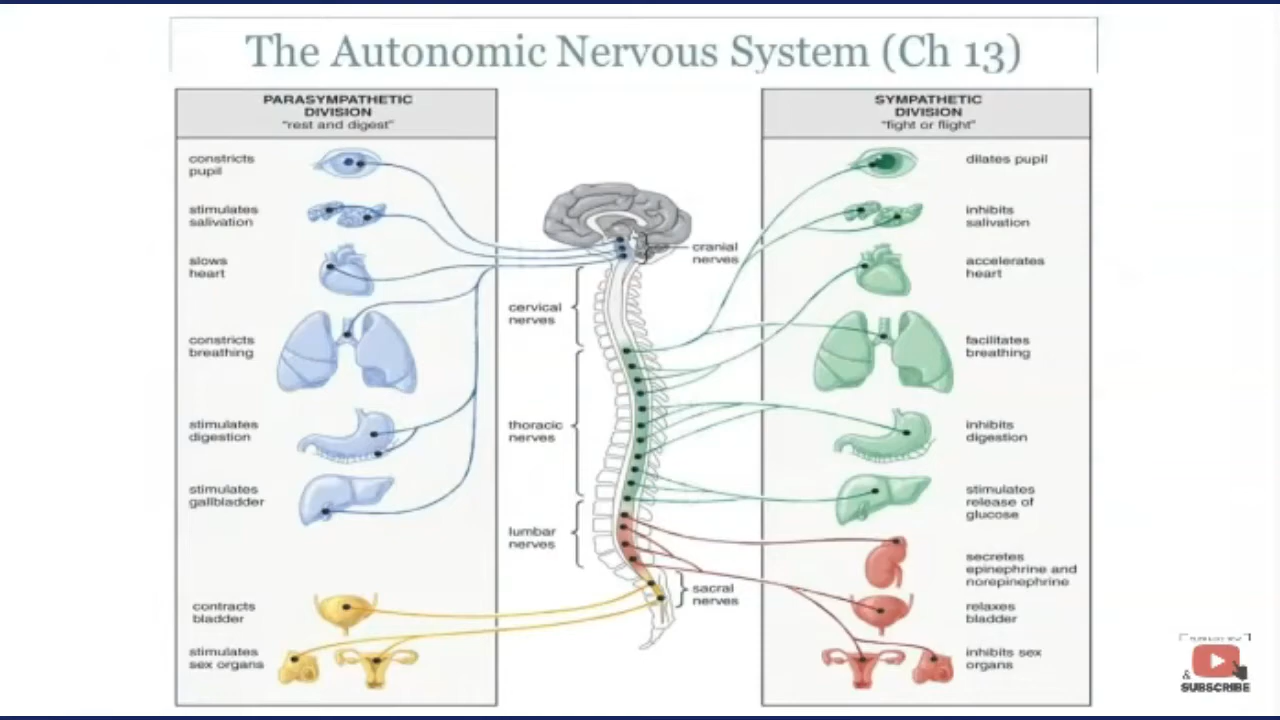 The Autonomic Nervous System (Ch 13)
PARASYMPATHETIC
DIVISION
"rest and digest"
constricts
pupil
stimulates
salivation
slows
heart
constricts
breathing
stimulates
digestion
stimulates
gallbladder
contracts
bladder
stimulates
sex organs
cranial
nerves
cervical
nerves
thoracic
nerves
lumbar
nerves
sacral
nerves
SYMPATHETIC
DIVISION
"fight or flight"
dilates pupil
inhibits
salivation
accelerates
heart
facilitates
breathing
inhibits
digestion
stimulates
release of
glucose
secretes
epinephrine and
norepinephrine
relaxes
bladder
inhibits sex
organs
&
SUBSCRIBE